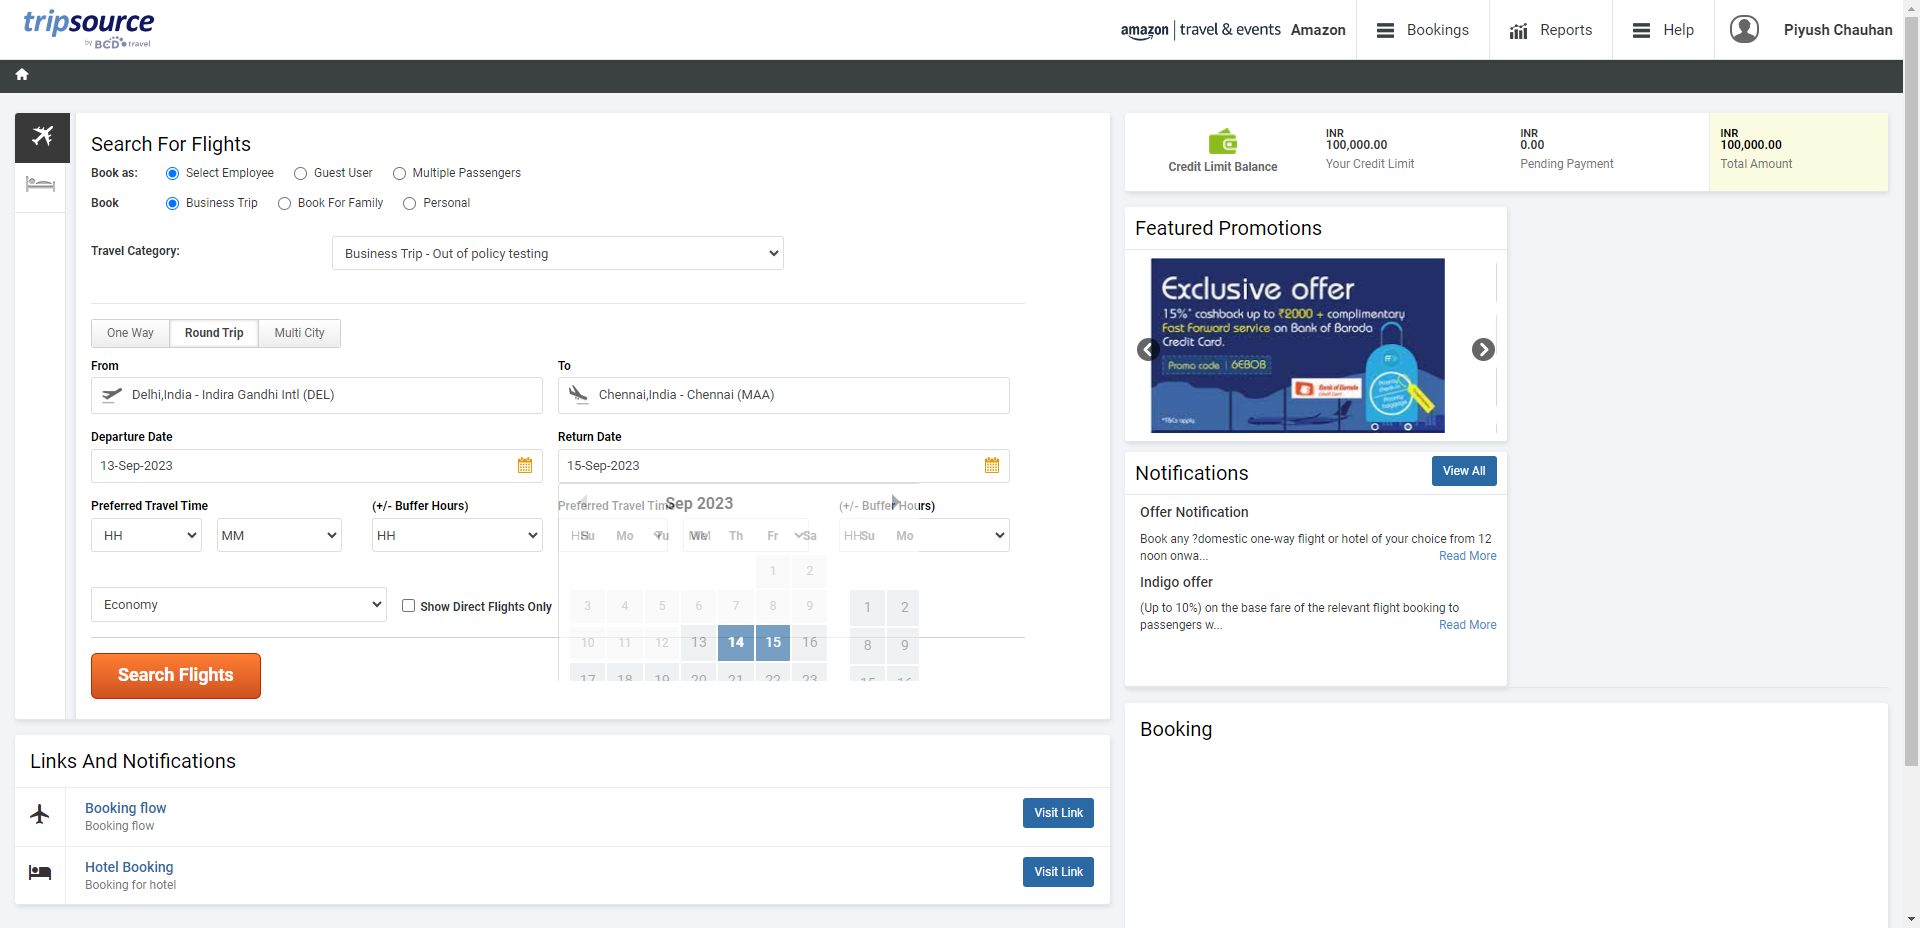 tripsource
by BCD travel
amazon | travel & events Amazon
Bookings
Reports
Help
Piyush Chauhan
Search For Flights
Book as: Select Employee Guest User Multiple Passengers
Book Business Trip Book For Family Personal
Travel Category: Business Trip - Out of policy testing
One Way Round Trip Multi City
From To
Delhi,India - Indira Gandhi Intl (DEL) Chennai,India - Chennai (MAA)
Departure Date Return Date
13-Sep-2023 15-Sep-2023
Preferred Travel Time (+/- Buffer Hours) Preferred Travel Time (+/- Buffer Hours)
HH MM HH HH MM HH
Sep 2023
Su Mo Tu We Th Fr Sa Su Mo
1 2
3 4 5 6 7 8 9 1 2
10 11 12 13 14 15 16 8 9
17 18 19 20 21 22 23 15 16
Economy Show Direct Flights Only
Search Flights
Links And Notifications
Booking flow
Booking flow
Visit Link
Hotel Booking
Booking for hotel
Visit Link
Credit Limit Balance
INR
100,000.00
Your Credit Limit
INR
0.00
Pending Payment
INR
100,000.00
Total Amount
Featured Promotions
Exclusive offer
15%* cashback up to ₹2000 + complimentary
Fast Forward service on Bank of Baroda
Credit Card.
Promo code | 6EBOB
Bank of Baroda
Credit Card
*T&Cs apply.
Notifications
View All
Offer Notification
Book any ?domestic one-way flight or hotel of your choice from 12
noon onwa... Read More
Indigo offer
(Up to 10%) on the base fare of the relevant flight booking to
passengers w... Read More
Booking